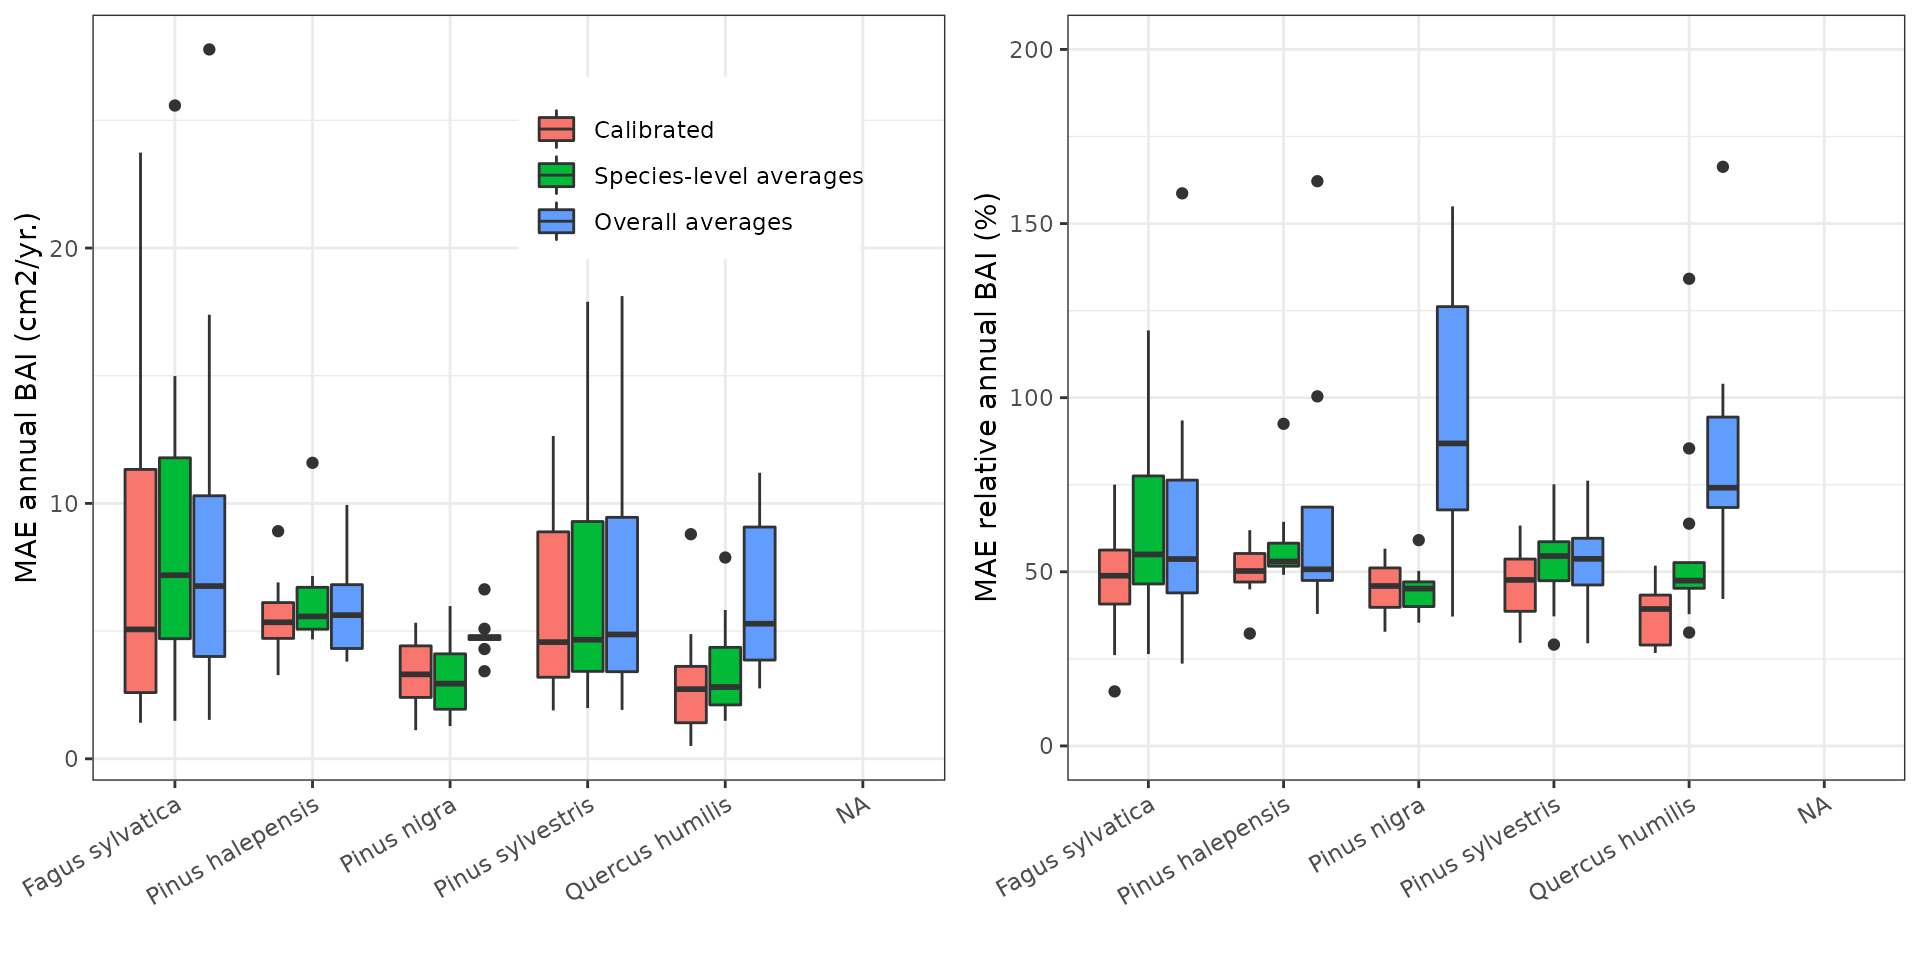 MAE annual BAI (cm2/yr.)
20
10
0
Calibrated
Species-level averages
Overall averages
Fagus sylvatica
Pinus halepensis
Pinus nigra
Pinus sylvestris
Quercus humilis
NA
MAE relative annual BAI (%)
200
150
100
50
0
Fagus sylvatica
Pinus halepensis
Pinus nigra
Pinus sylvestris
Quercus humilis
NA